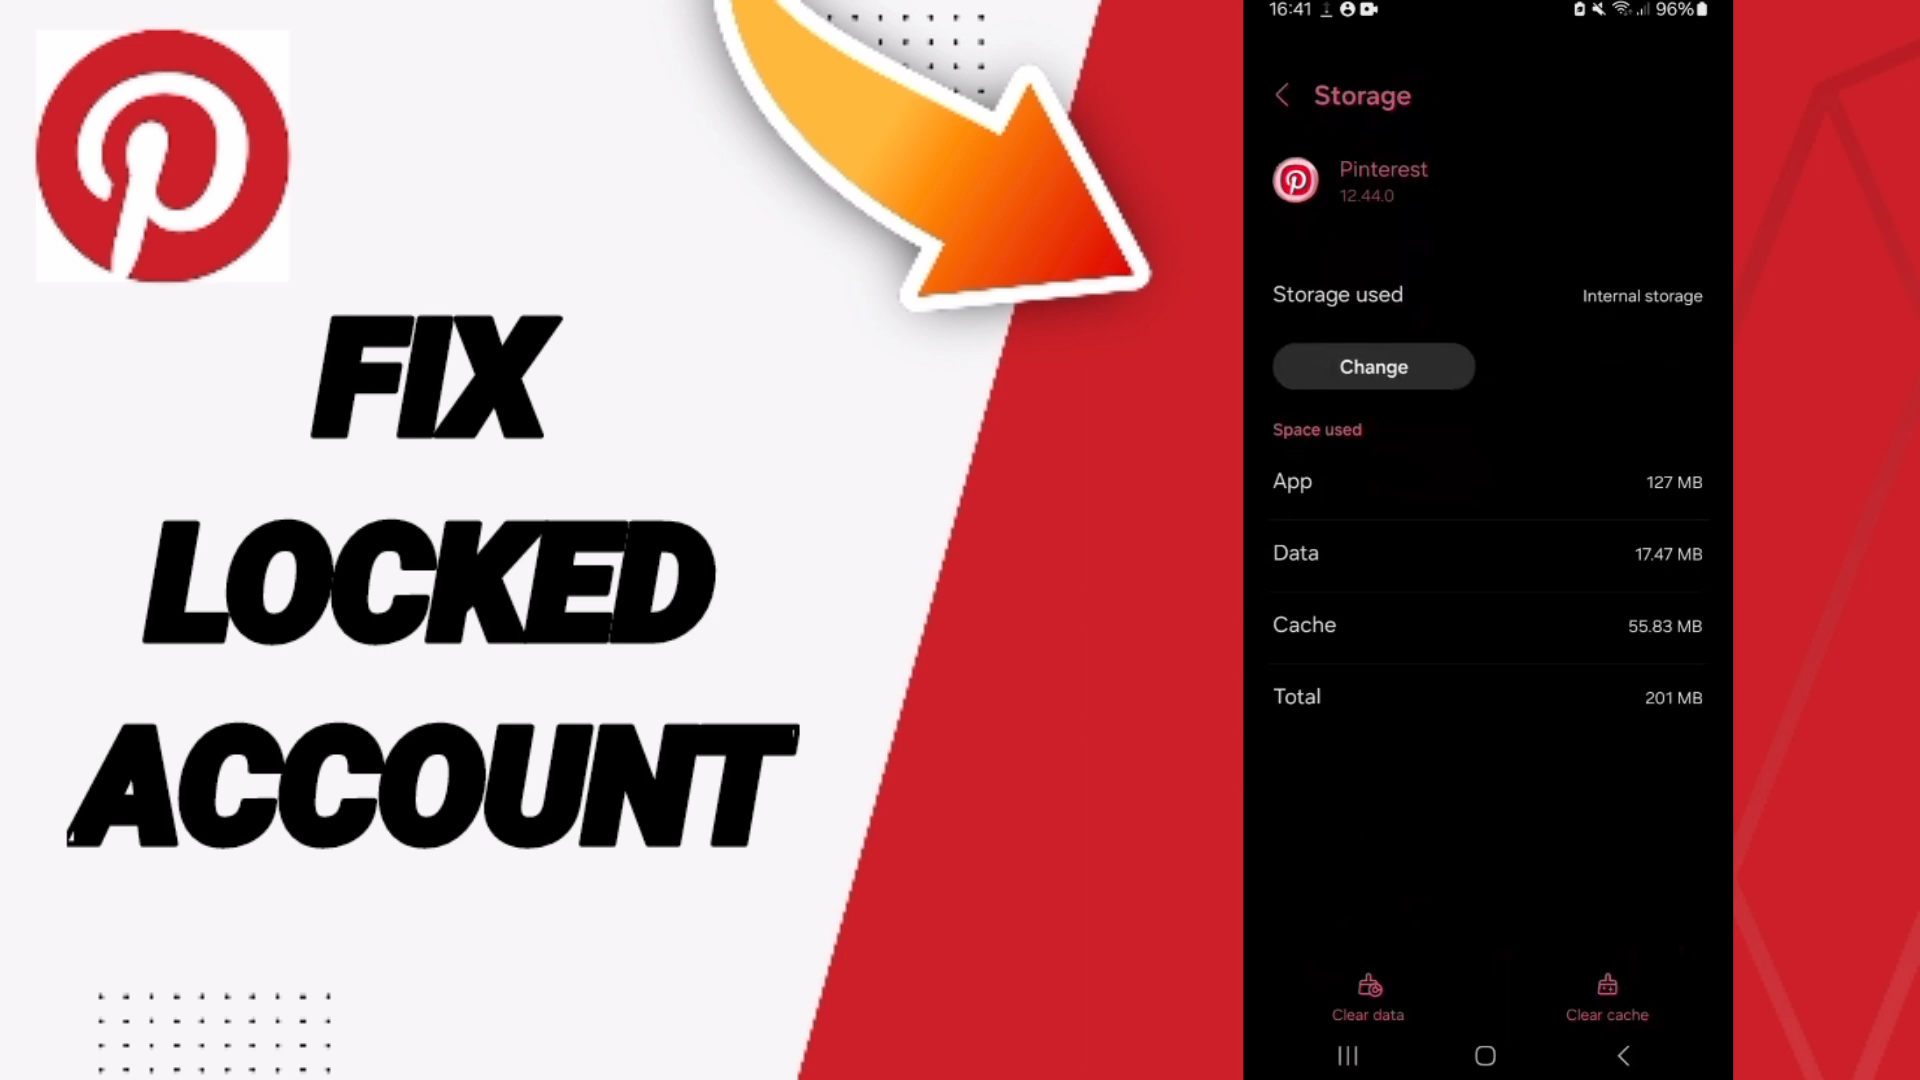 FIX
LOCKED
ACCOUNT
16:41 96%
Storage
Pinterest
12.44.0
Storage used Internal storage
Change
Space used
App 127 MB
Data 17.47 MB
Cache 55.83 MB
Total 201 MB
Clear data Clear cache